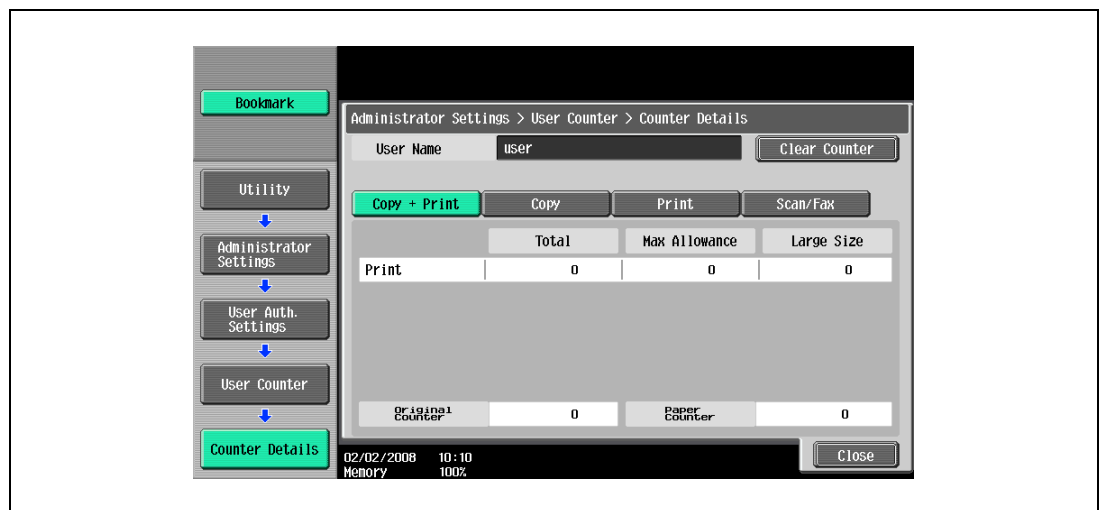 Bookmark
Administrator Settings > User Counter > Counter Details
User Name
user
Clear Counter
Utility
Copy + Print
Copy
Print
Scan/Fax
Administrator
Settings
Total
Max Allowance
Large Size
Print
0
0
0
User Auth.
Settings
User Counter
Original
Counter
0
Paper
Counter
0
Counter Details
Close
02/02/2008 10:10
Memory 100%